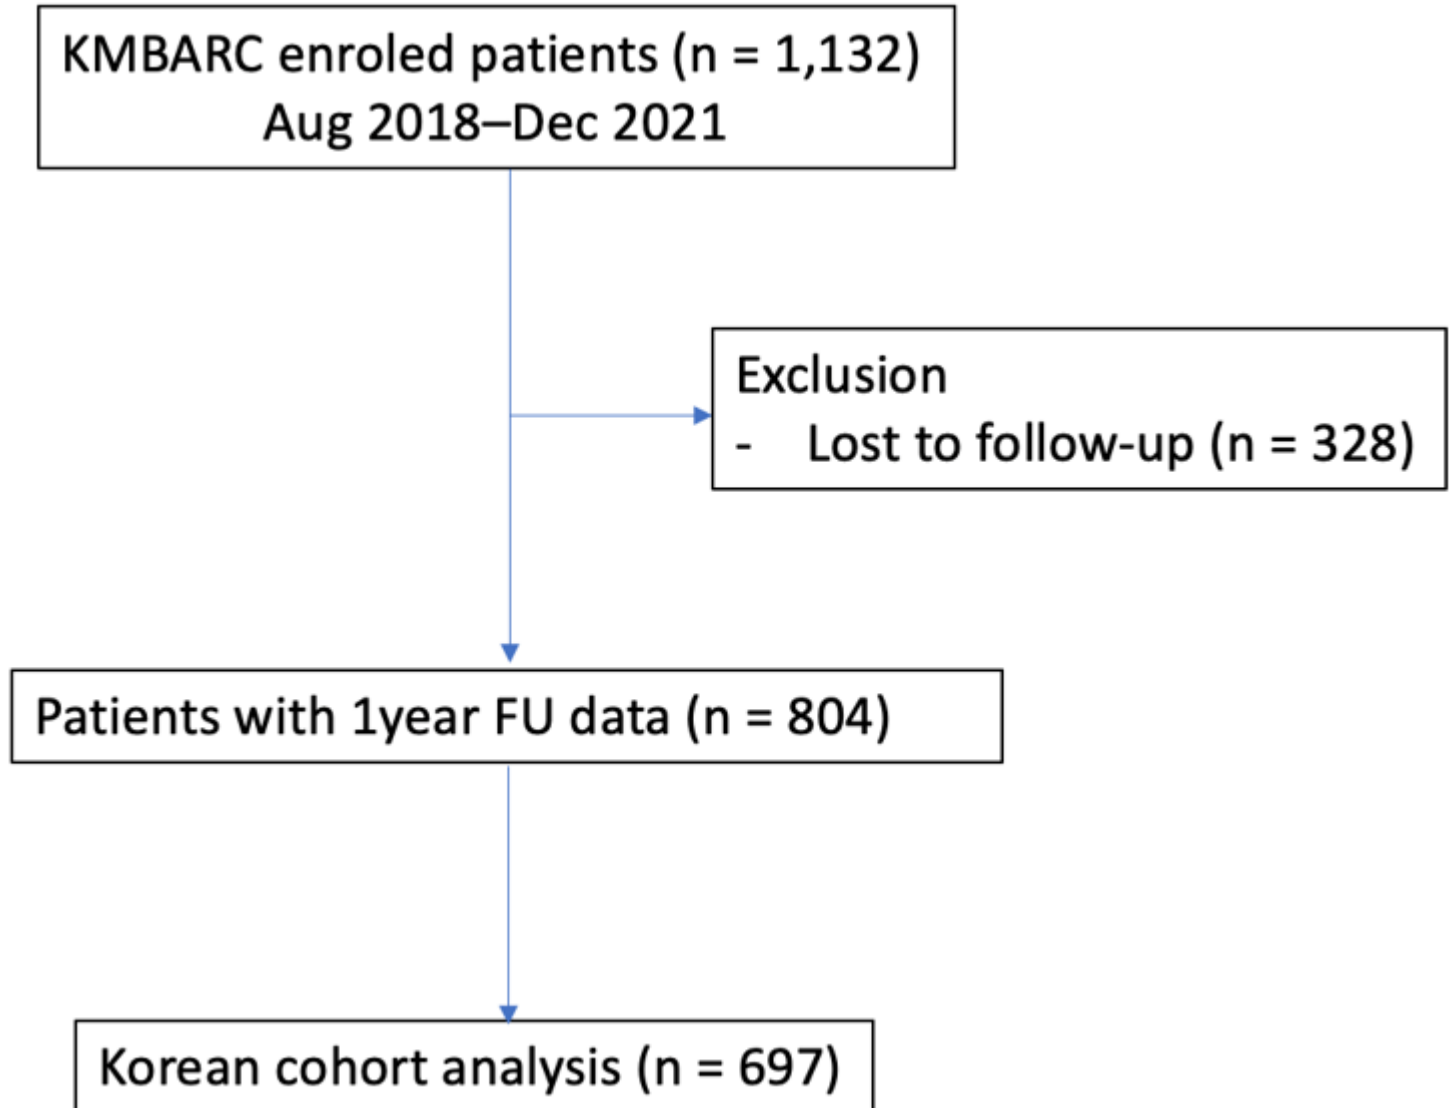 KMBARC enroled patients (n = 1,132)
Aug 2018–Dec 2021
Exclusion
- Lost to follow-up (n = 328)
Patients with 1year FU data (n = 804)
Korean cohort analysis (n = 697)